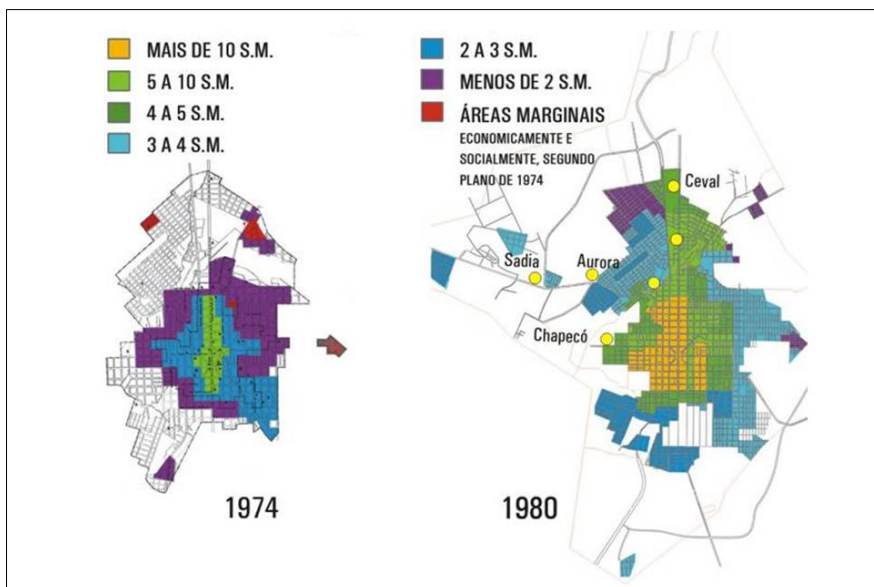 MAIS DE 10 S.M.
5 A 10 S.M.
4 A 5 S.M.
3 A 4 S.M.
2 A 3 S.M.
MENOS DE 2 S.M.
ÁREAS MARGINAIS
ECONOMICAMENTE E
SOCIALMENTE, SEGUNDO
PLANO DE 1974
Ceval
Sadia
Aurora
Chapecó
1974
1980